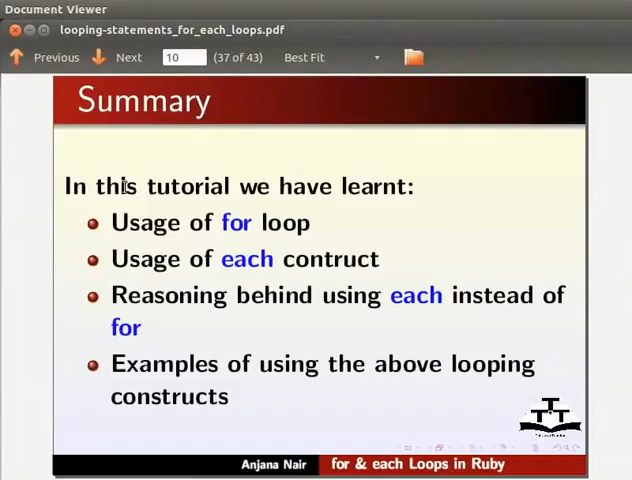 Document Viewer
looping-statements_for_each_loops.pdf
Previous Next 10 (37 of 43) Best Fit
Summary
In this tutorial we have learnt:
Usage of for loop
Usage of each contruct
Reasoning behind using each instead of
for
Examples of using the above looping
constructs
Anjana Nair for & each Loops in Ruby